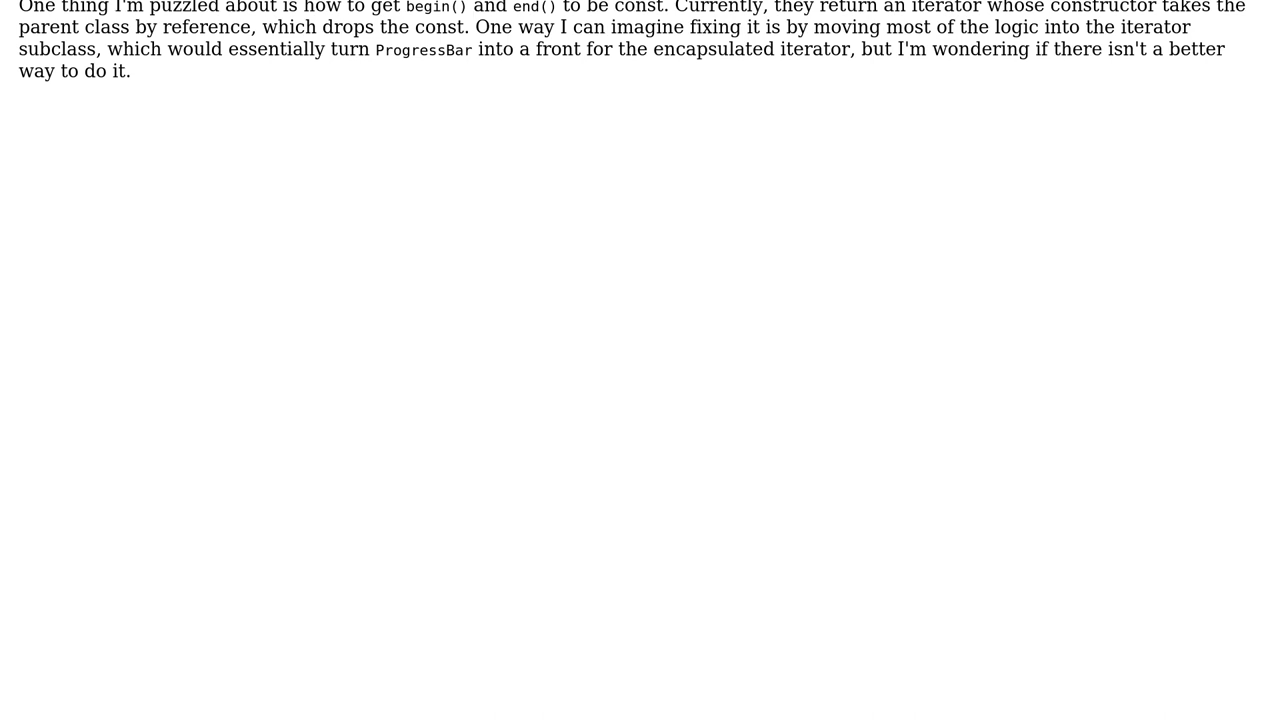 One thing I'm puzzled about is how to get begin() and end() to be const. Currently, they return an iterator whose constructor takes the
parent class by reference, which drops the const. One way I can imagine fixing it is by moving most of the logic into the iterator
subclass, which would essentially turn ProgressBar into a front for the encapsulated iterator, but I'm wondering if there isn't a better
way to do it.